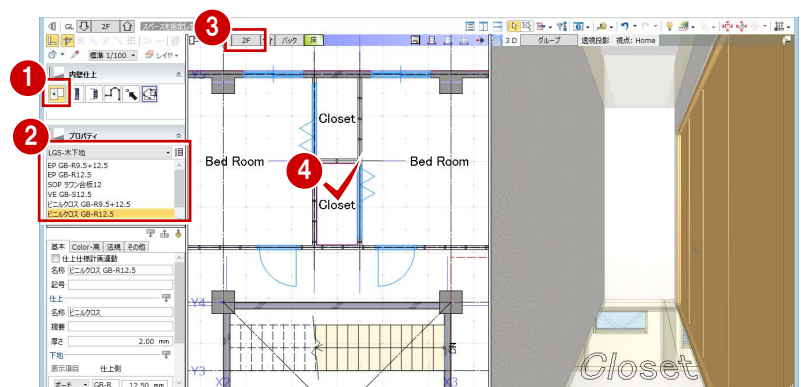 GL 2F スペースを指定し
3
2F バック 床
3D グループ 透視投影 視点: Home
標準 1/100 レイヤ
1
内壁仕上
2
プロパティ
LGS-木下地
EP GB-R9.5+12.5
EP GB-R12.5
SOP ラワン合板12
VE GB-S12.5
ビニルクロス GB-R9.5+12.5
ビニルクロス GB-R12.5
基本 Color・高 法規 その他
仕上仕様計画連動
名称 ビニルクロス GB-R12.5
記号
仕上
名称 ビニルクロス
摘要
厚さ 2.00 mm
下地
表示項目 仕上側
ボード GB-R 12.50 mm
Y5
Closet
Bed Room
Bed Room
4
Closet
Y4
DN
Y3
X2 X3
Closet